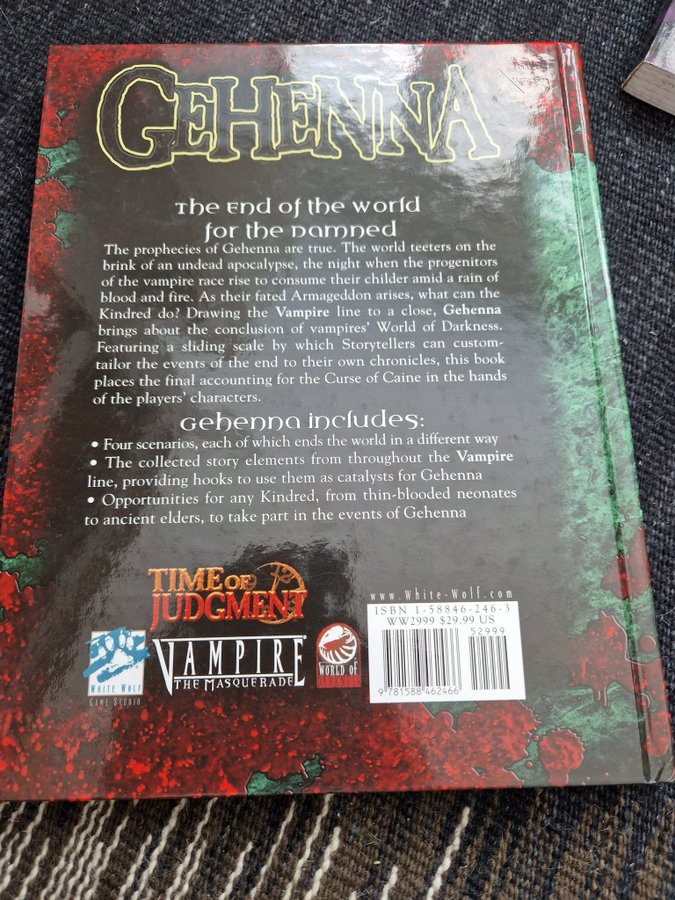 GEHENNA
The End of the World
for the Damned
The prophecies of Gehenna are true. The world teeters on the
brink of an undead apocalypse, the night when the progenitors
of the vampire race rise to consume their childer amid a rain of
blood and fire. As their fated Armageddon arises, what can the
Kindred do? Drawing the Vampire line to a close, Gehenna
brings about the conclusion of vampires' World of Darkness.
Featuring a sliding scale by which Storytellers can custom-
tailor the events of the end to their own chronicles, this book
places the final accounting for the Curse of Caine in the hands
of the players' characters.
Gehenna includes:
• Four scenarios, each of which ends the world in a different way
• The collected story elements from throughout the Vampire
line, providing hooks to use them as catalysts for Gehenna
• Opportunities for any Kindred, from thin-blooded neonates
to ancient elders, to take part in the events of Gehenna
TIME OF
JUDGMENT
WHITE WOLF
GAME STUDIO
VAMPIRE
THE MASQUERADE
WORLD OF
DARKNESS
www.White-Wolf.com
ISBN 1-58846-246-3
WW2999 $29.99 US
52999
9 781588 462466